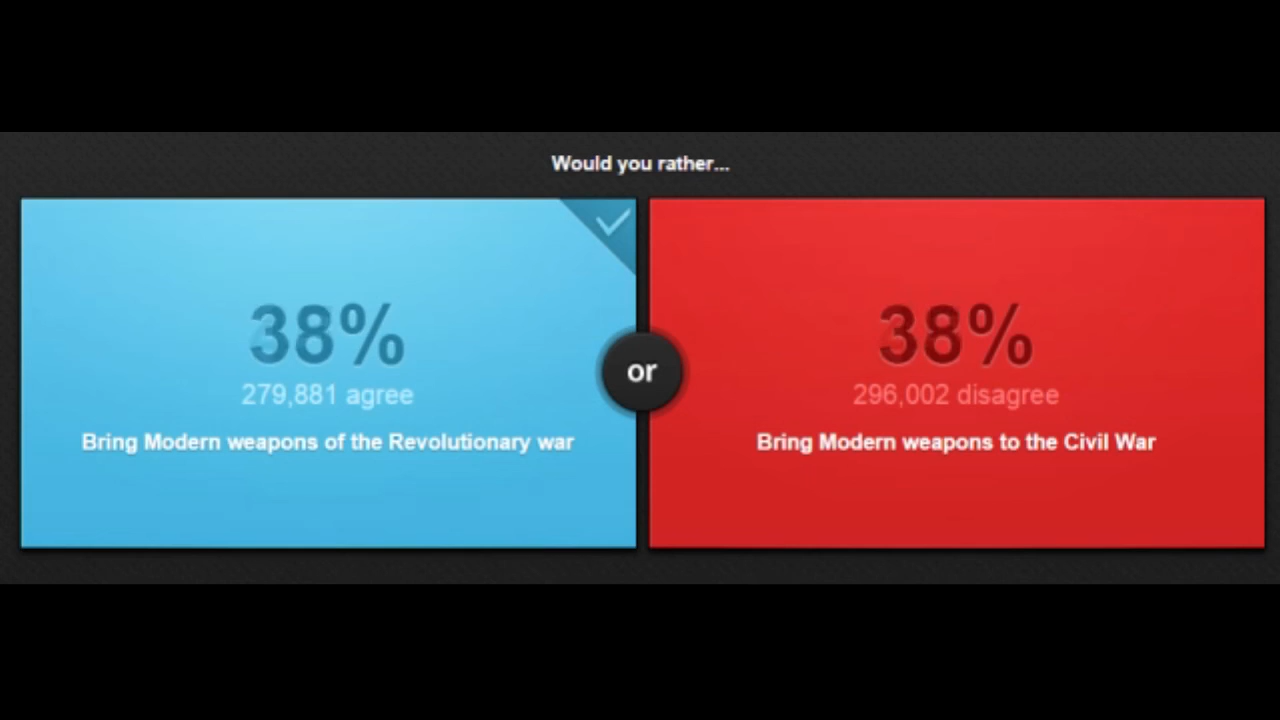 Would you rather...
38%
279,881 agree
Bring Modern weapons of the Revolutionary war
or
38%
296,002 disagree
Bring Modern weapons to the Civil War